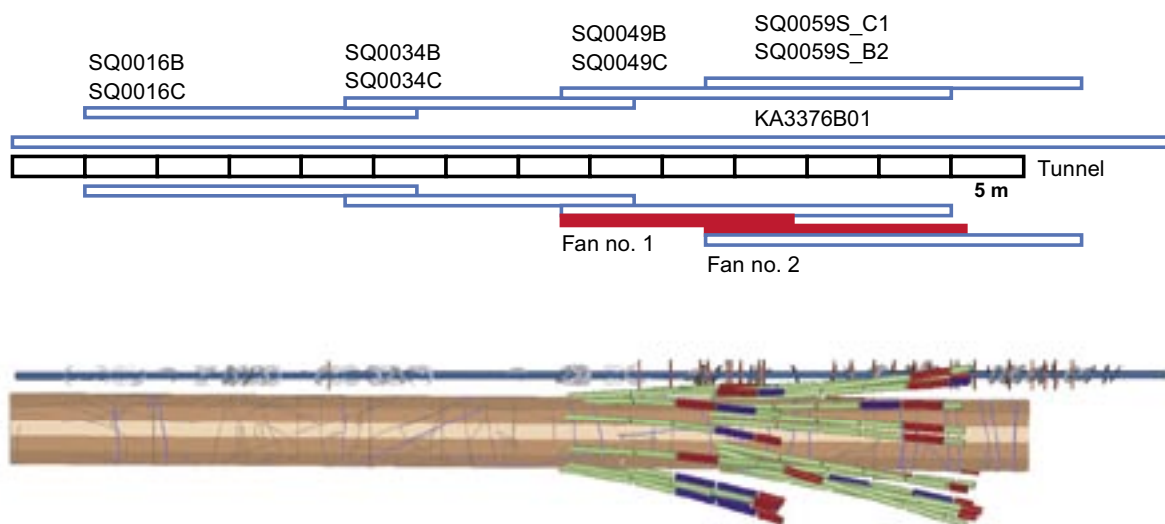 SQ0016B
SQ0016C
SQ0034B
SQ0034C
SQ0049B
SQ0049C
SQ0059S_C1
SQ0059S_B2
KA3376B01
Tunnel
5 m
Fan no. 1
Fan no. 2